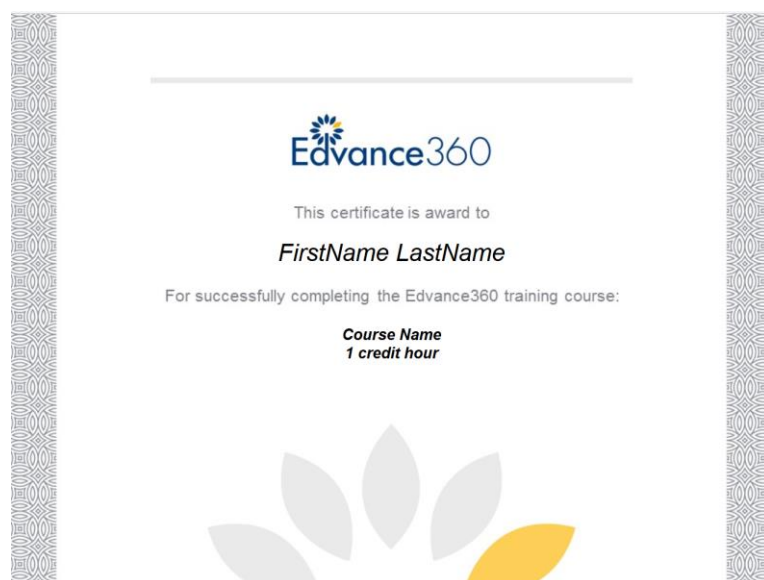 Edvance360
This certificate is award to
FirstName LastName
For successfully completing the Edvance360 training course:
Course Name
1 credit hour